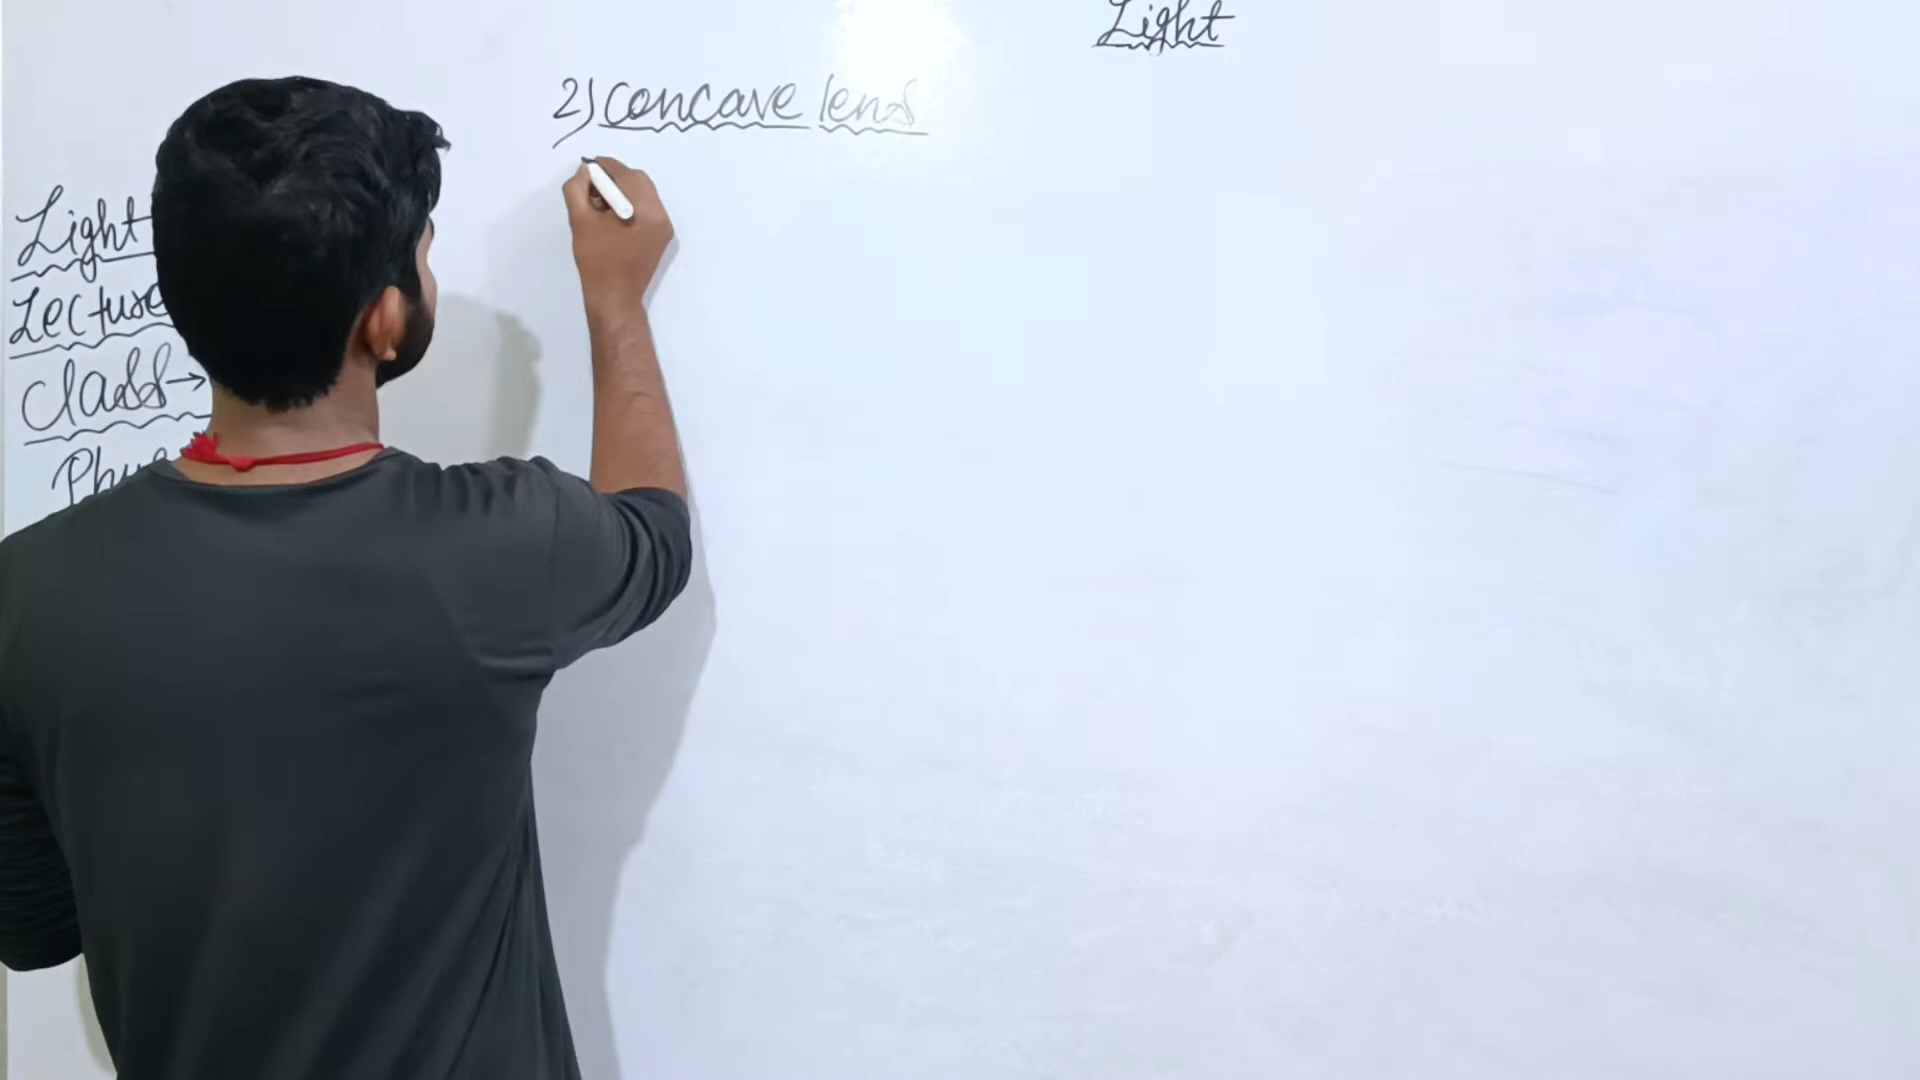 Light
2) Concave lens
Light
Lecture
Class →